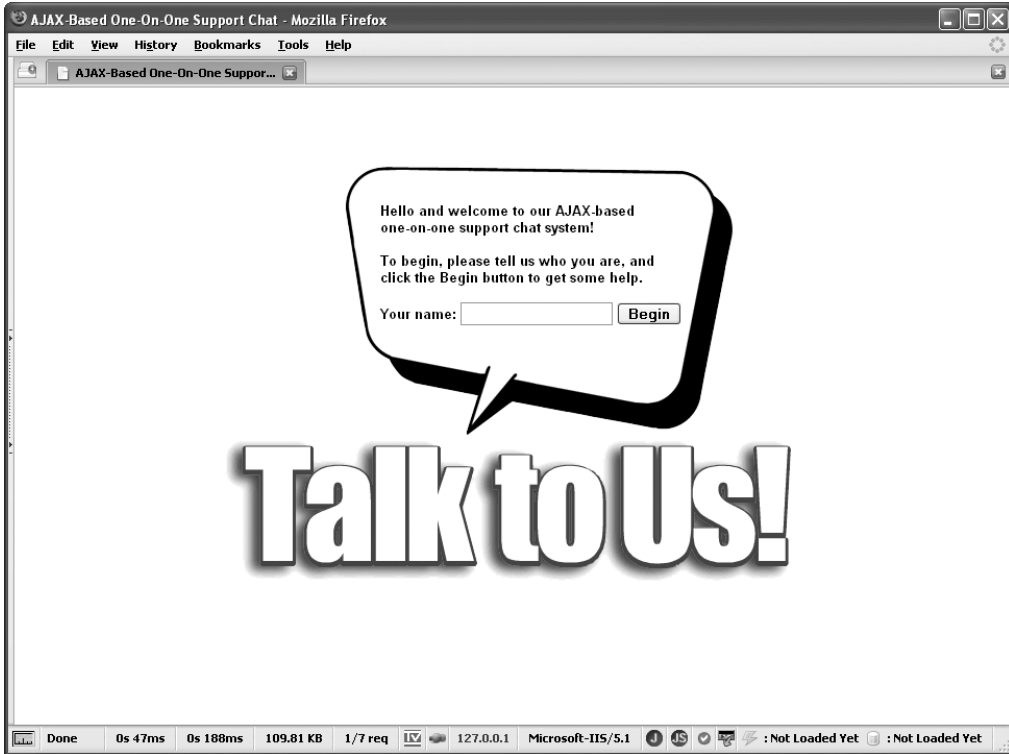 AJAX-Based One-On-One Support Chat - Mozilla Firefox
File Edit View History Bookmarks Tools Help
AJAX-Based One-On-One Suppor...
Hello and welcome to our AJAX-based
one-on-one support chat system!
To begin, please tell us who you are, and
click the Begin button to get some help.
Your name: Begin
Talk to Us!
Done 0s 47ms 0s 188ms 109.81 KB 1/7 req 127.0.0.1 Microsoft-IIS/5.1 J JS : Not Loaded Yet : Not Loaded Yet